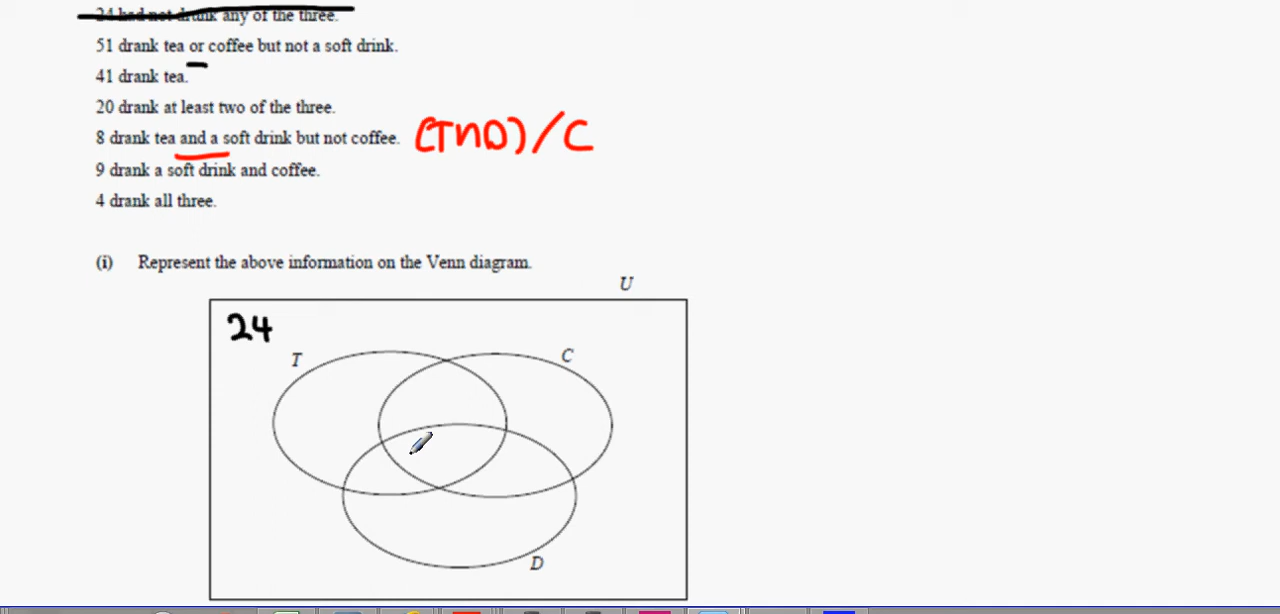 24 had not drunk any of the three.
51 drank tea or coffee but not a soft drink.
41 drank tea.
20 drank at least two of the three.
8 drank tea and a soft drink but not coffee. (T∩D)/C
9 drank a soft drink and coffee.
4 drank all three.
(i) Represent the above information on the Venn diagram.
U
24
T
C
D